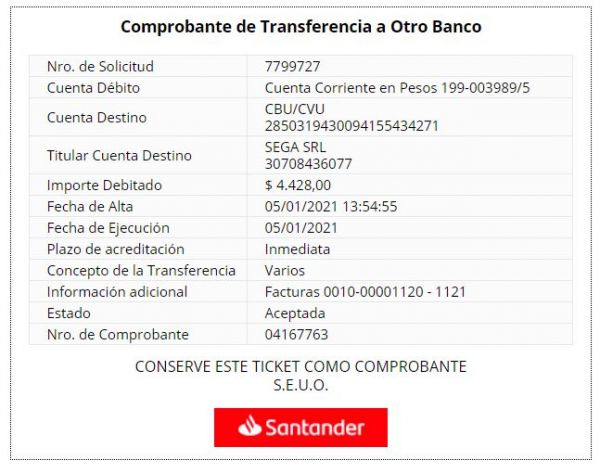 Comprobante de Transferencia a Otro Banco
Nro. de Solicitud 7799727
Cuenta Débito Cuenta Corriente en Pesos 199-003989/5
Cuenta Destino CBU/CVU
2850319430094155434271
Titular Cuenta Destino SEGA SRL
30708436077
Importe Debitado $ 4.428,00
Fecha de Alta 05/01/2021 13:54:55
Fecha de Ejecución 05/01/2021
Plazo de acreditación Inmediata
Concepto de la Transferencia Varios
Información adicional Facturas 0010-00001120 - 1121
Estado Aceptada
Nro. de Comprobante 04167763
CONSERVE ESTE TICKET COMO COMPROBANTE
S.E.U.O.
Santander